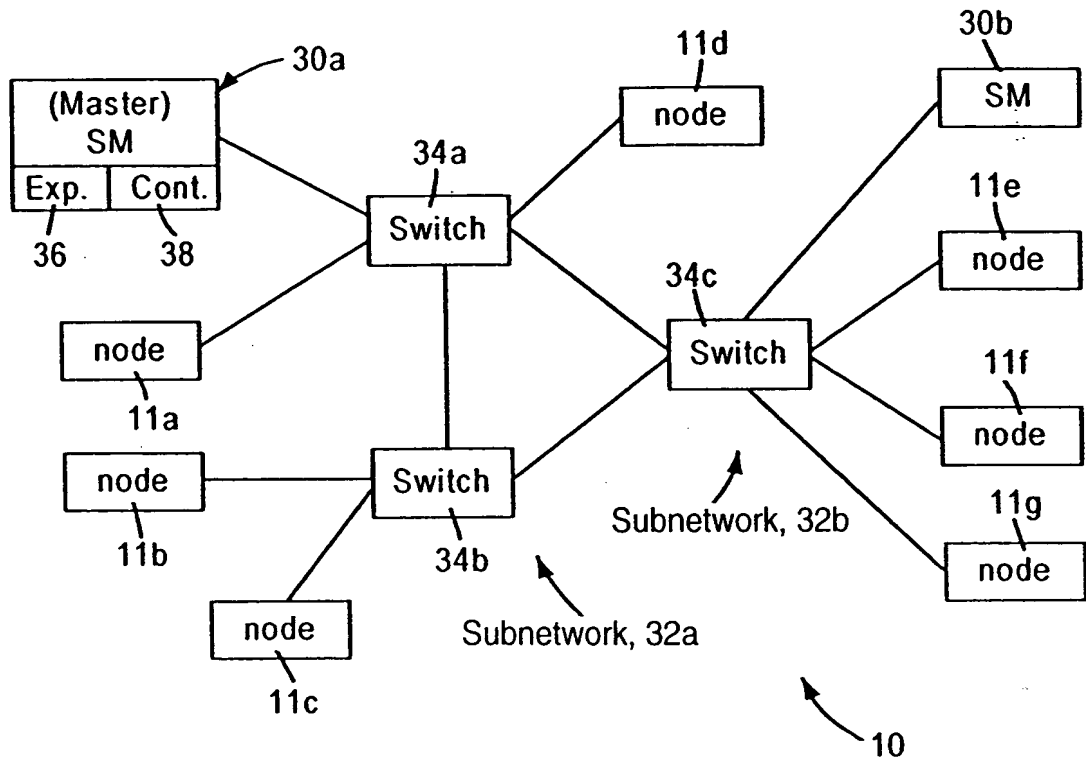 30a
(Master)
SM
Exp.
Cont.
36
38
11d
node
30b
SM
34a
Switch
11e
node
34c
Switch
node
11a
11f
node
node
11b
Switch
34b
Subnetwork, 32b
11g
node
node
11c
Subnetwork, 32a
10